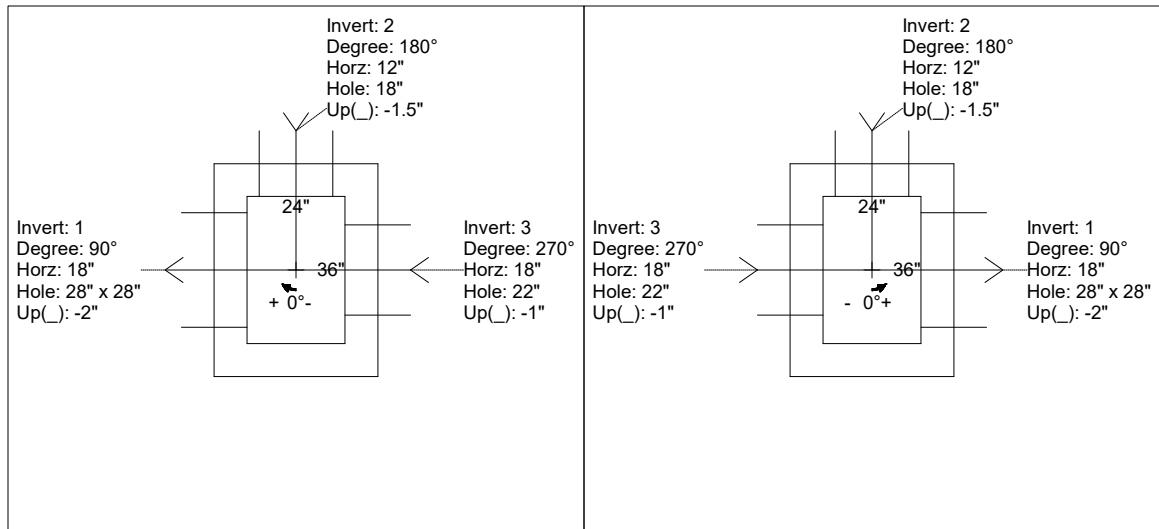 Invert: 2
Degree: 180°
Horz: 12"
Hole: 18"
Up(_): -1.5"
24"
Invert: 1
Degree: 90°
Horz: 18"
Hole: 28" x 28"
Up(_): -2"
36"
+ 0°-
Invert: 3
Degree: 270°
Horz: 18"
Hole: 22"
Up(_): -1"
Invert: 2
Degree: 180°
Horz: 12"
Hole: 18"
Up(_): -1.5"
24"
Invert: 3
Degree: 270°
Horz: 18"
Hole: 22"
Up(_): -1"
36"
- 0°+
Invert: 1
Degree: 90°
Horz: 18"
Hole: 28" x 28"
Up(_): -2"